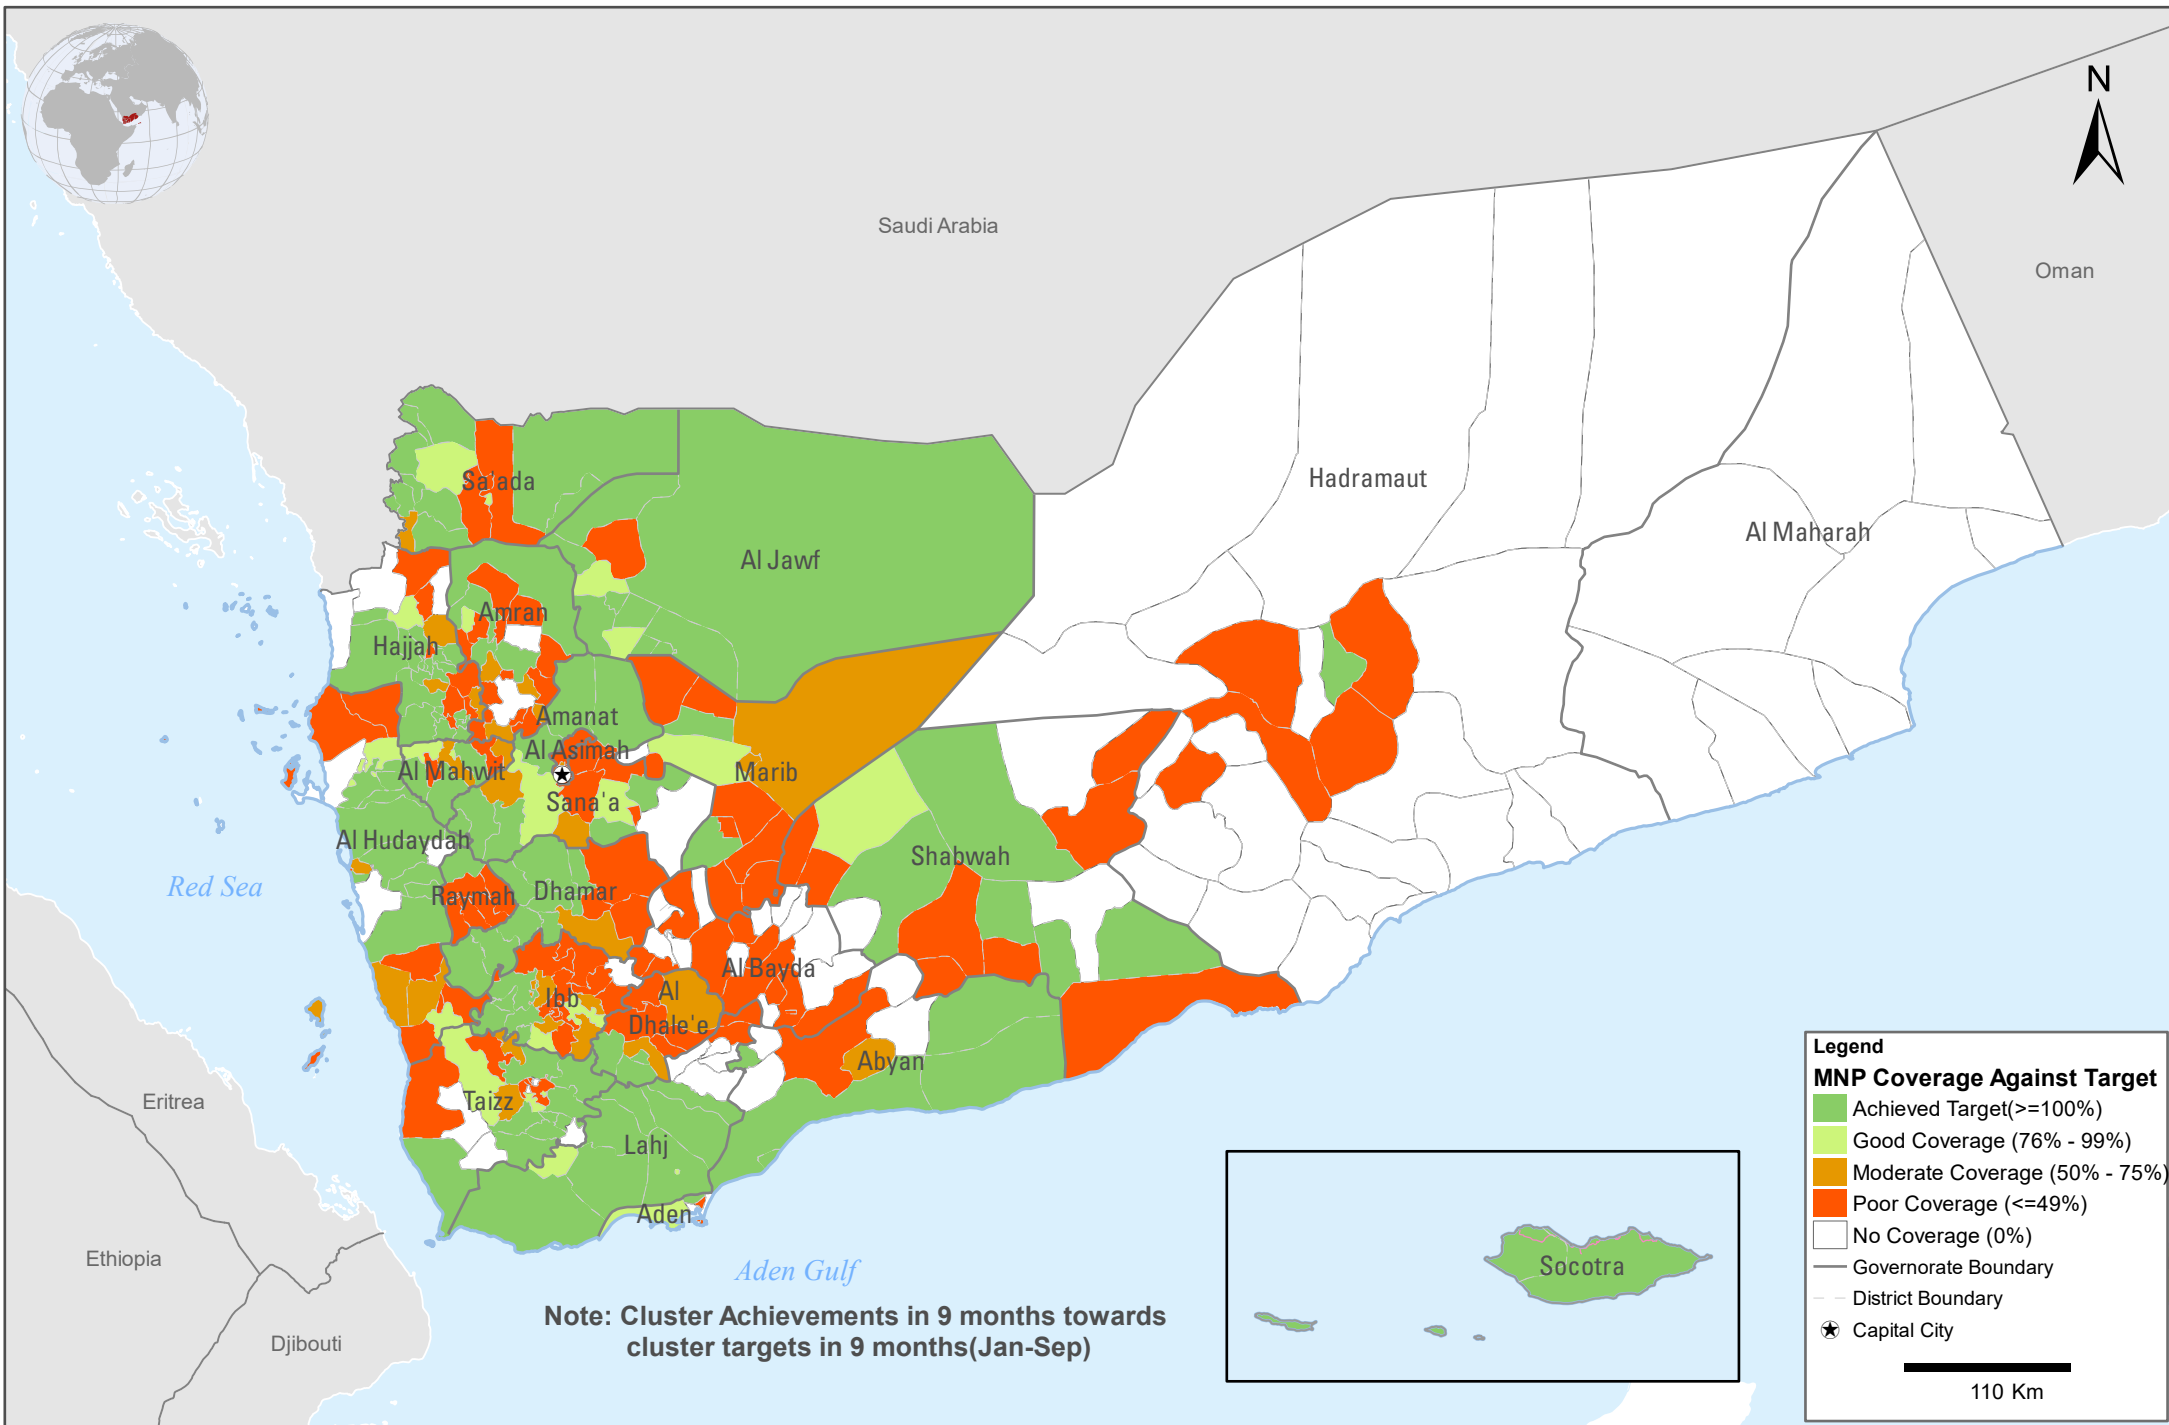 N
Saudi Arabia
Oman
Hadramaut
Sa'ada
Al Maharah
Al Jawf
Amran
Hajjah
Amanat
Al Asimah
Al Mahwit
Marib
Sana'a
Al Hudaydah
Shabwah
Red Sea
Raymah
Dhamar
Al Bayda
Ibb
Al
Dhale'e
Abyan
Eritrea
Taizz
Lahj
Aden
Ethiopia
Aden Gulf
Djibouti
Socotra
Note: Cluster Achievements in 9 months towards
cluster targets in 9 months(Jan-Sep)
Legend
MNP Coverage Against Target
Achieved Target(>=100%)
Good Coverage (76% - 99%)
Moderate Coverage (50% - 75%)
Poor Coverage (<=49%)
No Coverage (0%)
Governorate Boundary
District Boundary
Capital City
110 Km